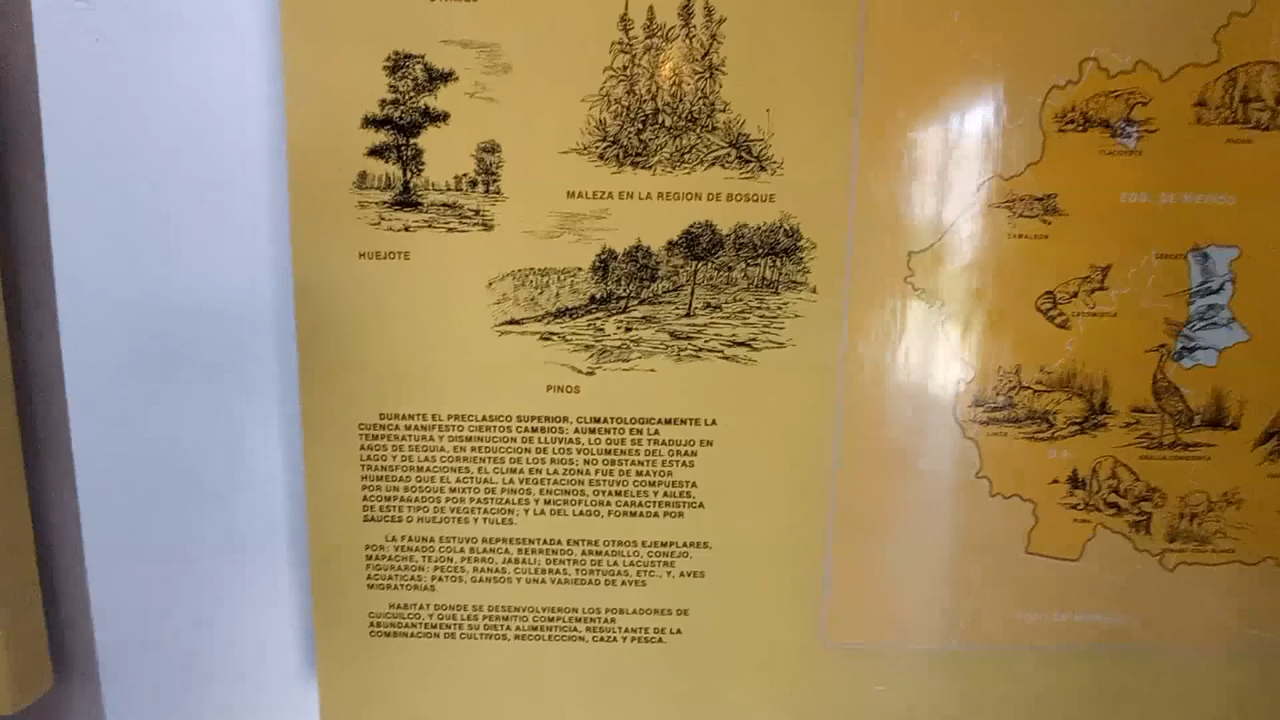 MALEZA EN LA REGION DE BOSQUE
HUEJOTE
PINOS
DURANTE EL PRECLASICO SUPERIOR, CLIMATOLOGICAMENTE LA
CUENCA MANIFESTO CIERTOS CAMBIOS: AUMENTO EN LA
TEMPERATURA Y DISMINUCION DE LLUVIAS, LO QUE SE TRADUJO EN
AÑOS DE SEQUIA, EN REDUCCION DE LOS VOLUMENES DEL GRAN
LAGO Y DE LAS CORRIENTES DE LOS RIOS; NO OBSTANTE ESTAS
TRANSFORMACIONES, EL CLIMA EN LA ZONA FUE DE MAYOR
HUMEDAD QUE EL ACTUAL. LA VEGETACION ESTUVO COMPUESTA
POR UN BOSQUE MIXTO DE PINOS, ENCINOS, OYAMELES Y AILES,
ACOMPAÑADOS POR PASTIZALES Y MICROFLORA CARACTERISTICA
DE ESTE TIPO DE VEGETACION; Y LA DEL LAGO, FORMADA POR
SAUCES O HUEJOTES Y TULES.
LA FAUNA ESTUVO REPRESENTADA ENTRE OTROS EJEMPLARES,
POR: VENADO COLA BLANCA, BERRENDO, ARMADILLO, CONEJO,
MAPACHE, TEJON, PERRO, JABALI; DENTRO DE LA LACUSTRE
FIGURARON: PECES, RANAS, CULEBRAS, TORTUGAS, ETC., Y, AVES
ACUATICAS: PATOS, GANSOS Y UNA VARIEDAD DE AVES
MIGRATORIAS.
HABITAT DONDE SE DESENVOLVIERON LOS POBLADORES DE
CUICUILCO, Y QUE LES PERMITIO COMPLEMENTAR
ABUNDANTEMENTE SU DIETA ALIMENTICIA, RESULTANTE DE LA
COMBINACION DE CULTIVOS, RECOLECCION, CAZA Y PESCA.
TLACOYOTE
EDO. DE MEXICO
CAMALEON
CERCETA
CACOMIXTLE
LINCE
D.F.
PUMA